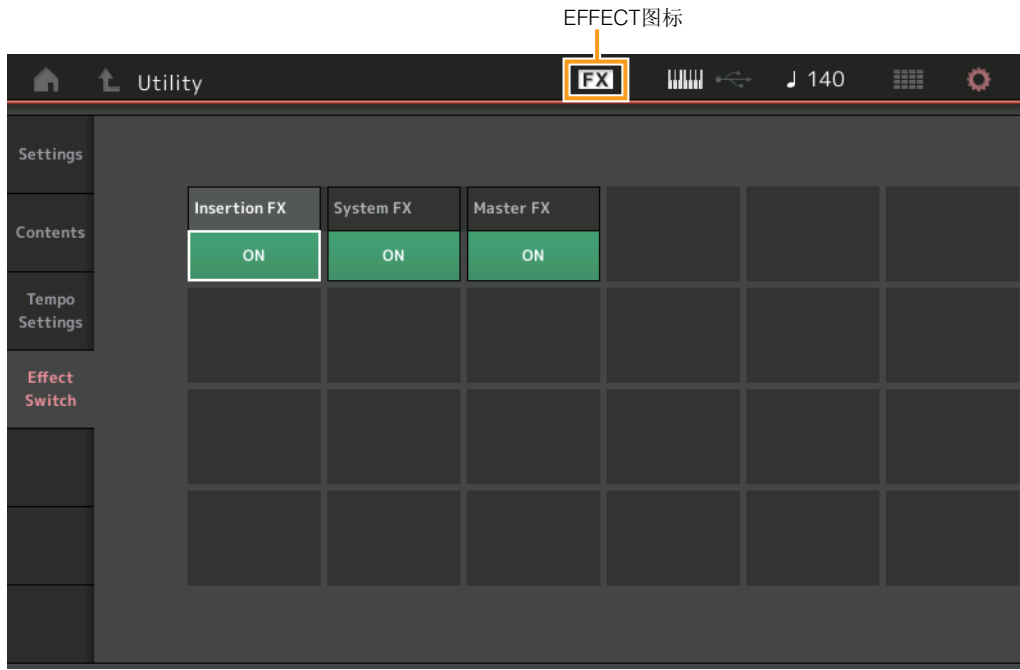 EFFECT图标
Utility
FX
140
Settings
Contents
Tempo
Settings
Effect
Switch
Insertion FX
System FX
Master FX
ON
ON
ON